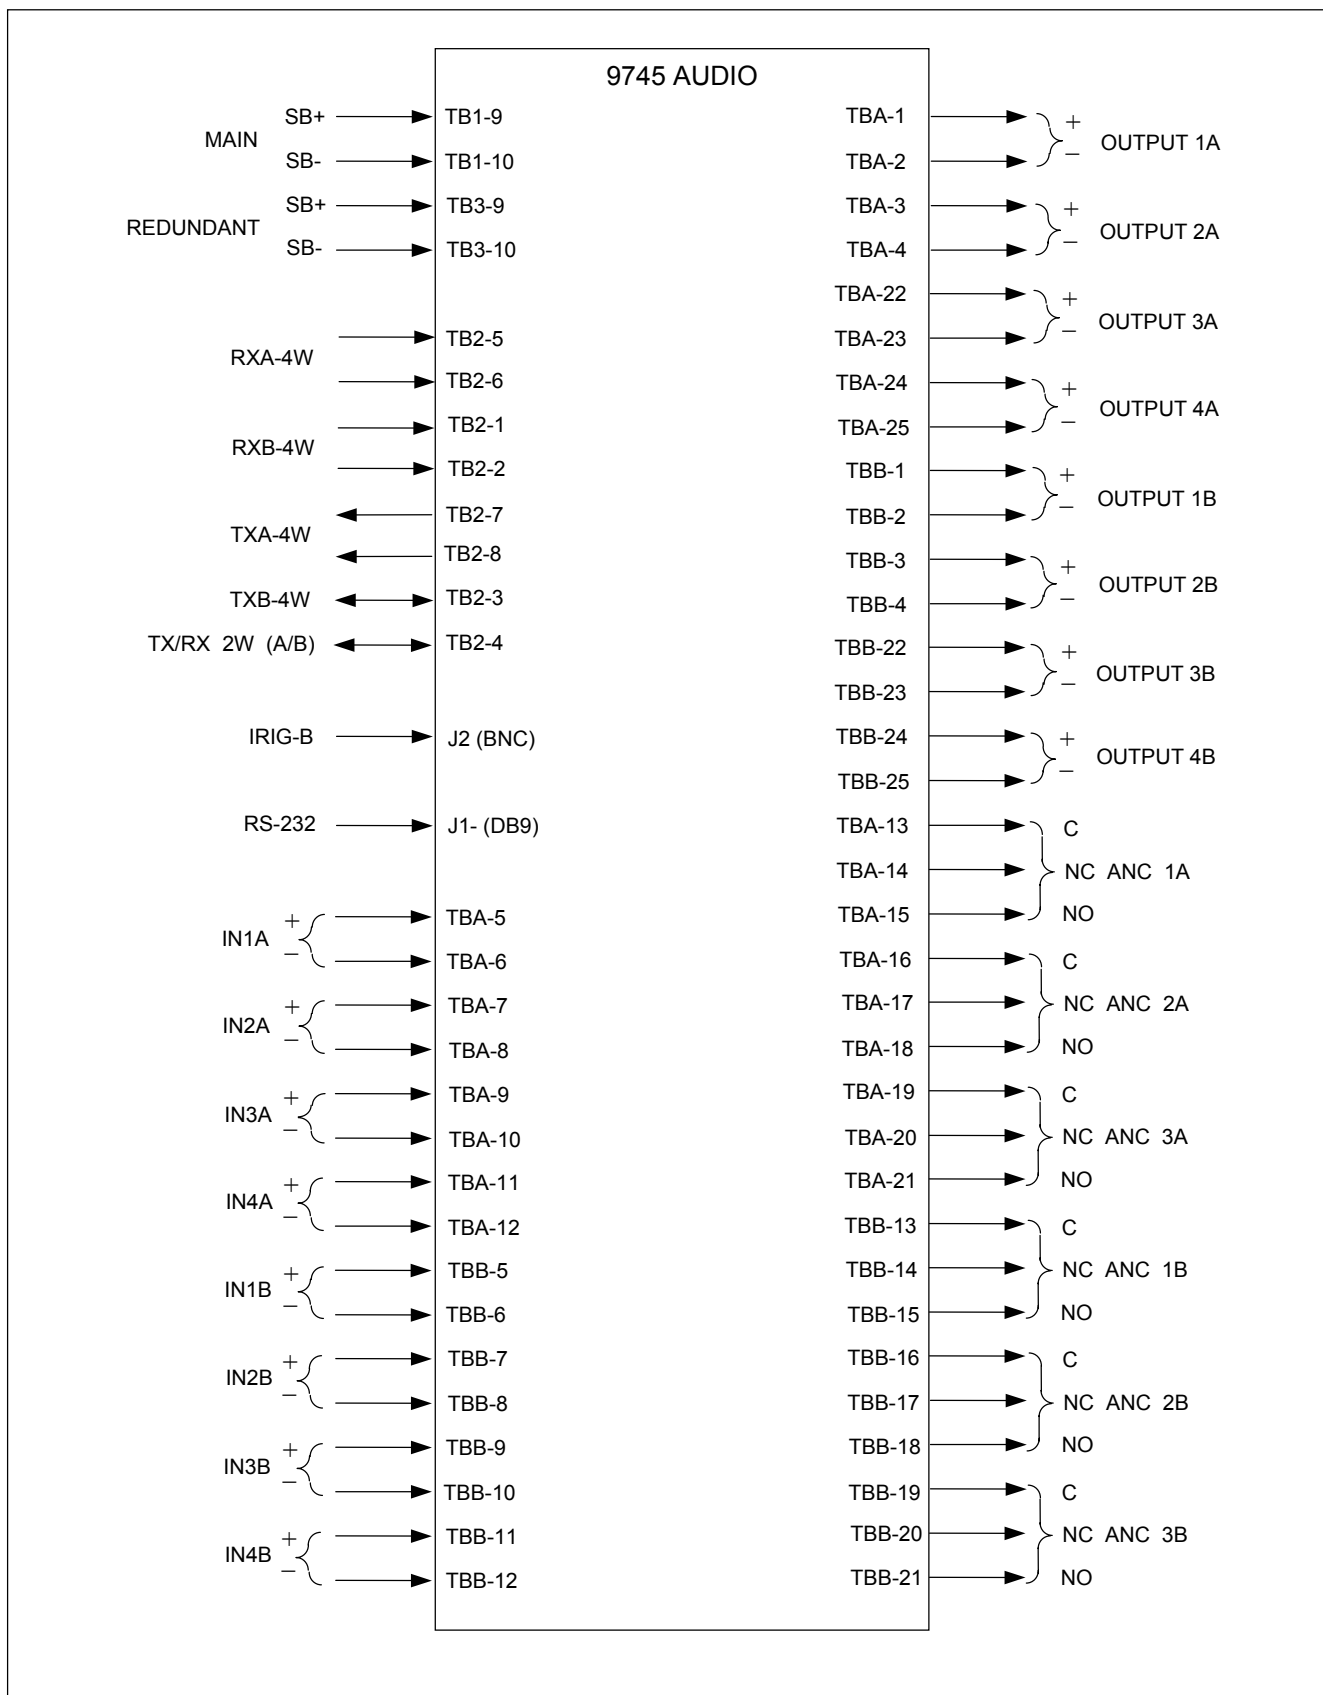 9745 AUDIO
SB+ TB1-9 TBA-1 +
MAIN OUTPUT 1A
SB- TB1-10 TBA-2 −
SB+ TB3-9 TBA-3 +
REDUNDANT OUTPUT 2A
SB- TB3-10 TBA-4 −
TBA-22 +
OUTPUT 3A
TB2-5 TBA-23 −
RXA-4W
TB2-6 TBA-24 +
OUTPUT 4A
TB2-1 TBA-25 −
RXB-4W
TB2-2 TBB-1 +
OUTPUT 1B
TB2-7 TBB-2 −
TXA-4W
TB2-8 TBB-3 +
OUTPUT 2B
TXB-4W TB2-3 TBB-4 −
TX/RX 2W (A/B) TB2-4 TBB-22 +
OUTPUT 3B
TBB-23 −
IRIG-B J2 (BNC) TBB-24 +
OUTPUT 4B
TBB-25 −
RS-232 J1- (DB9) TBA-13 C
TBA-14 NC ANC 1A
+ TBA-5 TBA-15 NO
IN1A
− TBA-6 TBA-16 C
+ TBA-7 TBA-17 NC ANC 2A
IN2A
− TBA-8 TBA-18 NO
+ TBA-9 TBA-19 C
IN3A
− TBA-10 TBA-20 NC ANC 3A
+ TBA-11 TBA-21 NO
IN4A
− TBA-12 TBB-13 C
+ TBB-5 TBB-14 NC ANC 1B
IN1B
− TBB-6 TBB-15 NO
+ TBB-7 TBB-16 C
IN2B
− TBB-8 TBB-17 NC ANC 2B
+ TBB-9 TBB-18 NO
IN3B
− TBB-10 TBB-19 C
+ TBB-11 TBB-20 NC ANC 3B
IN4B
− TBB-12 TBB-21 NO